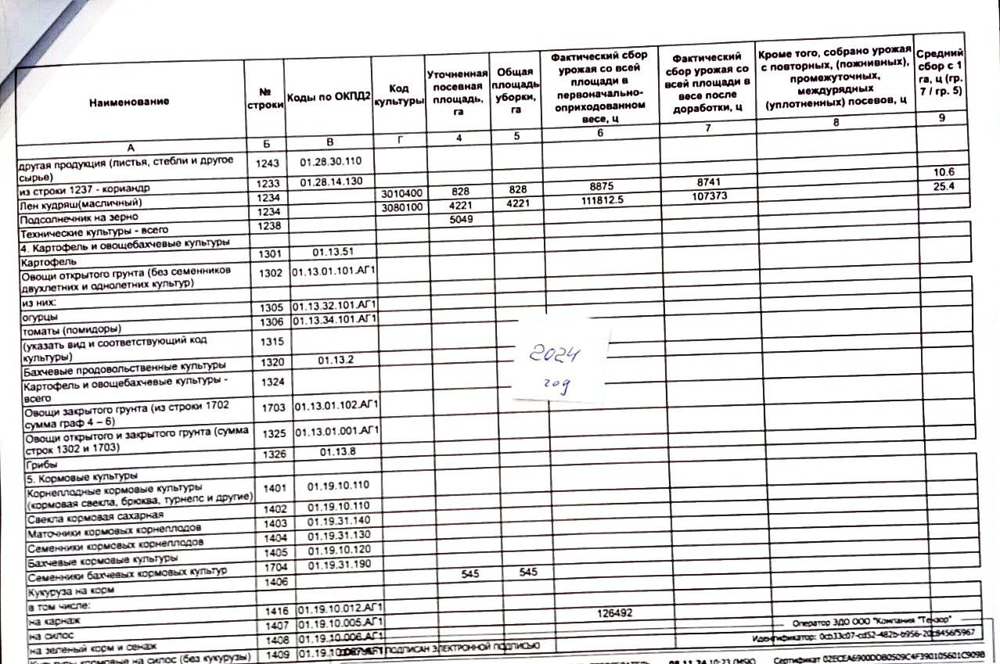 Наименование
№ строки
Коды по ОКПД2
Код культуры
Уточненная посевная площадь, га
Общая площадь уборки, га
Фактический сбор урожая со всей площади в первоначально-оприходованном весе, ц
Фактический сбор урожая со всей площади в весе после доработки, ц
Кроме того, собрано урожая с повторных, (пожнивных), промежуточных, междурядных (уплотненных) посевов, ц
Средний сбор с 1 га, ц (гр. 7 / гр. 5)
А Б В Г 4 5 6 7 8 9
другая продукция (листья, стебли и другое сырье) 1243 01.28.30.110
из строки 1237 - кориандр 1233 01.28.14.130
Лен кудряш(масличный) 1234 3010400 828 828 8875 8741 10.6
Подсолнечник на зерно 1234 3080100 4221 4221 111812.5 107373 25.4
Технические культуры - всего 1238 5049
4. Картофель и овощебахчевые культуры
Картофель 1301 01.13.51
Овощи открытого грунта (без семенников двухлетних и однолетних культур) 1302 01.13.01.101.АГ1
из них:
огурцы 1305 01.13.32.101.АГ1
томаты (помидоры) 1306 01.13.34.101.АГ1
(указать вид и соответствующий код культуры) 1315
Бахчевые продовольственные культуры 1320 01.13.2
Картофель и овощебахчевые культуры - всего 1324
Овощи закрытого грунта (из строки 1702 сумма граф 4 – 6) 1703 01.13.01.102.АГ1
Овощи открытого и закрытого грунта (сумма строк 1302 и 1703) 1325 01.13.01.001.АГ1
Грибы 1326 01.13.8
5. Кормовые культуры
Корнеплодные кормовые культуры (кормовая свекла, брюква, турнепс и другие) 1401 01.19.10.110
Свекла кормовая сахарная 1402 01.19.10.110
Маточники кормовых корнеплодов 1403 01.19.31.140
Семенники кормовых корнеплодов 1404 01.19.31.130
Бахчевые кормовые культуры 1405 01.19.10.120
Семенники бахчевых кормовых культур 1704 01.19.31.190
Кукуруза на корм 1406 545 545
в том числе:
на карнаж 1416 01.19.10.012.АГ1
на силос 1407 01.19.10.005.АГ1 126492
на зеленый корм и сенаж 1408 01.19.10.006.АГ1
Культуры кормовые на силос (без кукурузы) 1409
2024
год
ПОДПИСАН ЭЛЕКТРОННОЙ ПОДПИСЬЮ
Оператор ЭДО ООО "Компания "Тензор"
08.11.24 10:23 (MSK)